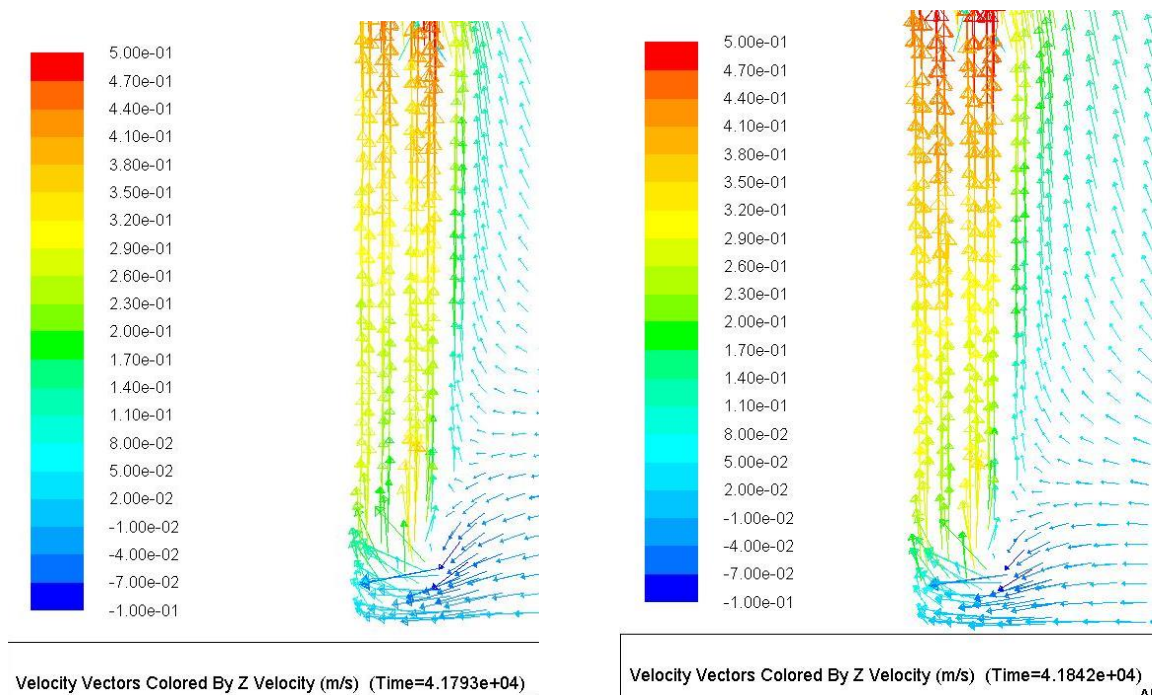 5.00e-01
4.70e-01
4.40e-01
4.10e-01
3.80e-01
3.50e-01
3.20e-01
2.90e-01
2.60e-01
2.30e-01
2.00e-01
1.70e-01
1.40e-01
1.10e-01
8.00e-02
5.00e-02
2.00e-02
-1.00e-02
-4.00e-02
-7.00e-02
-1.00e-01
Velocity Vectors Colored By Z Velocity (m/s) (Time=4.1793e+04)
5.00e-01
4.70e-01
4.40e-01
4.10e-01
3.80e-01
3.50e-01
3.20e-01
2.90e-01
2.60e-01
2.30e-01
2.00e-01
1.70e-01
1.40e-01
1.10e-01
8.00e-02
5.00e-02
2.00e-02
-1.00e-02
-4.00e-02
-7.00e-02
-1.00e-01
Velocity Vectors Colored By Z Velocity (m/s) (Time=4.1842e+04)